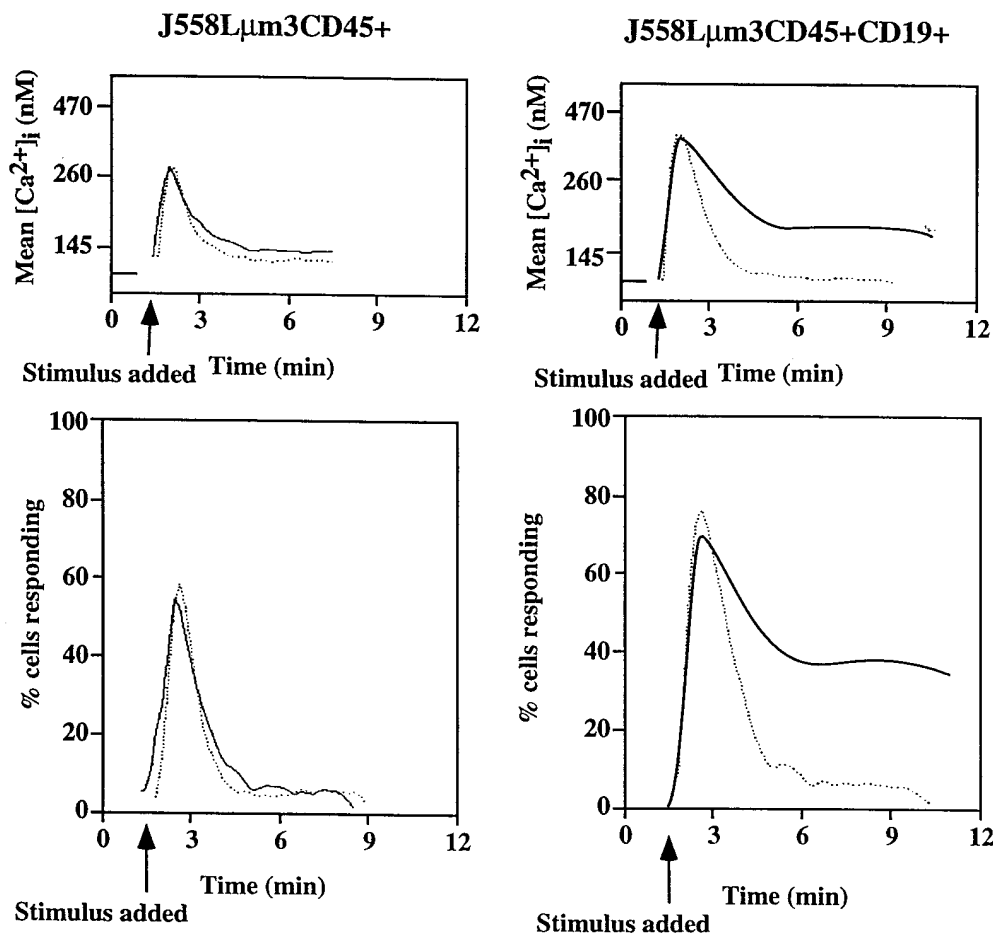 J558Lμm3CD45+
J558Lμm3CD45+CD19+
Mean [Ca2+]i (nM)
470
260
145
0
3
6
9
12
Stimulus added
Time (min)
Mean [Ca2+]i (nM)
470
260
145
0
3
6
9
12
Stimulus added
Time (min)
% cells responding
100
80
60
40
20
0
0
3
6
9
12
Time (min)
Stimulus added
% cells responding
100
80
60
40
20
0
0
3
6
9
12
Time (min)
Stimulus added